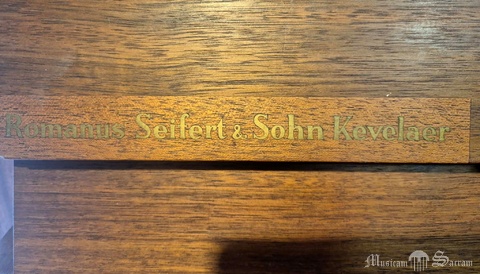 Romanus Seifert & Sohn Kevelaer
Musicam Sacram